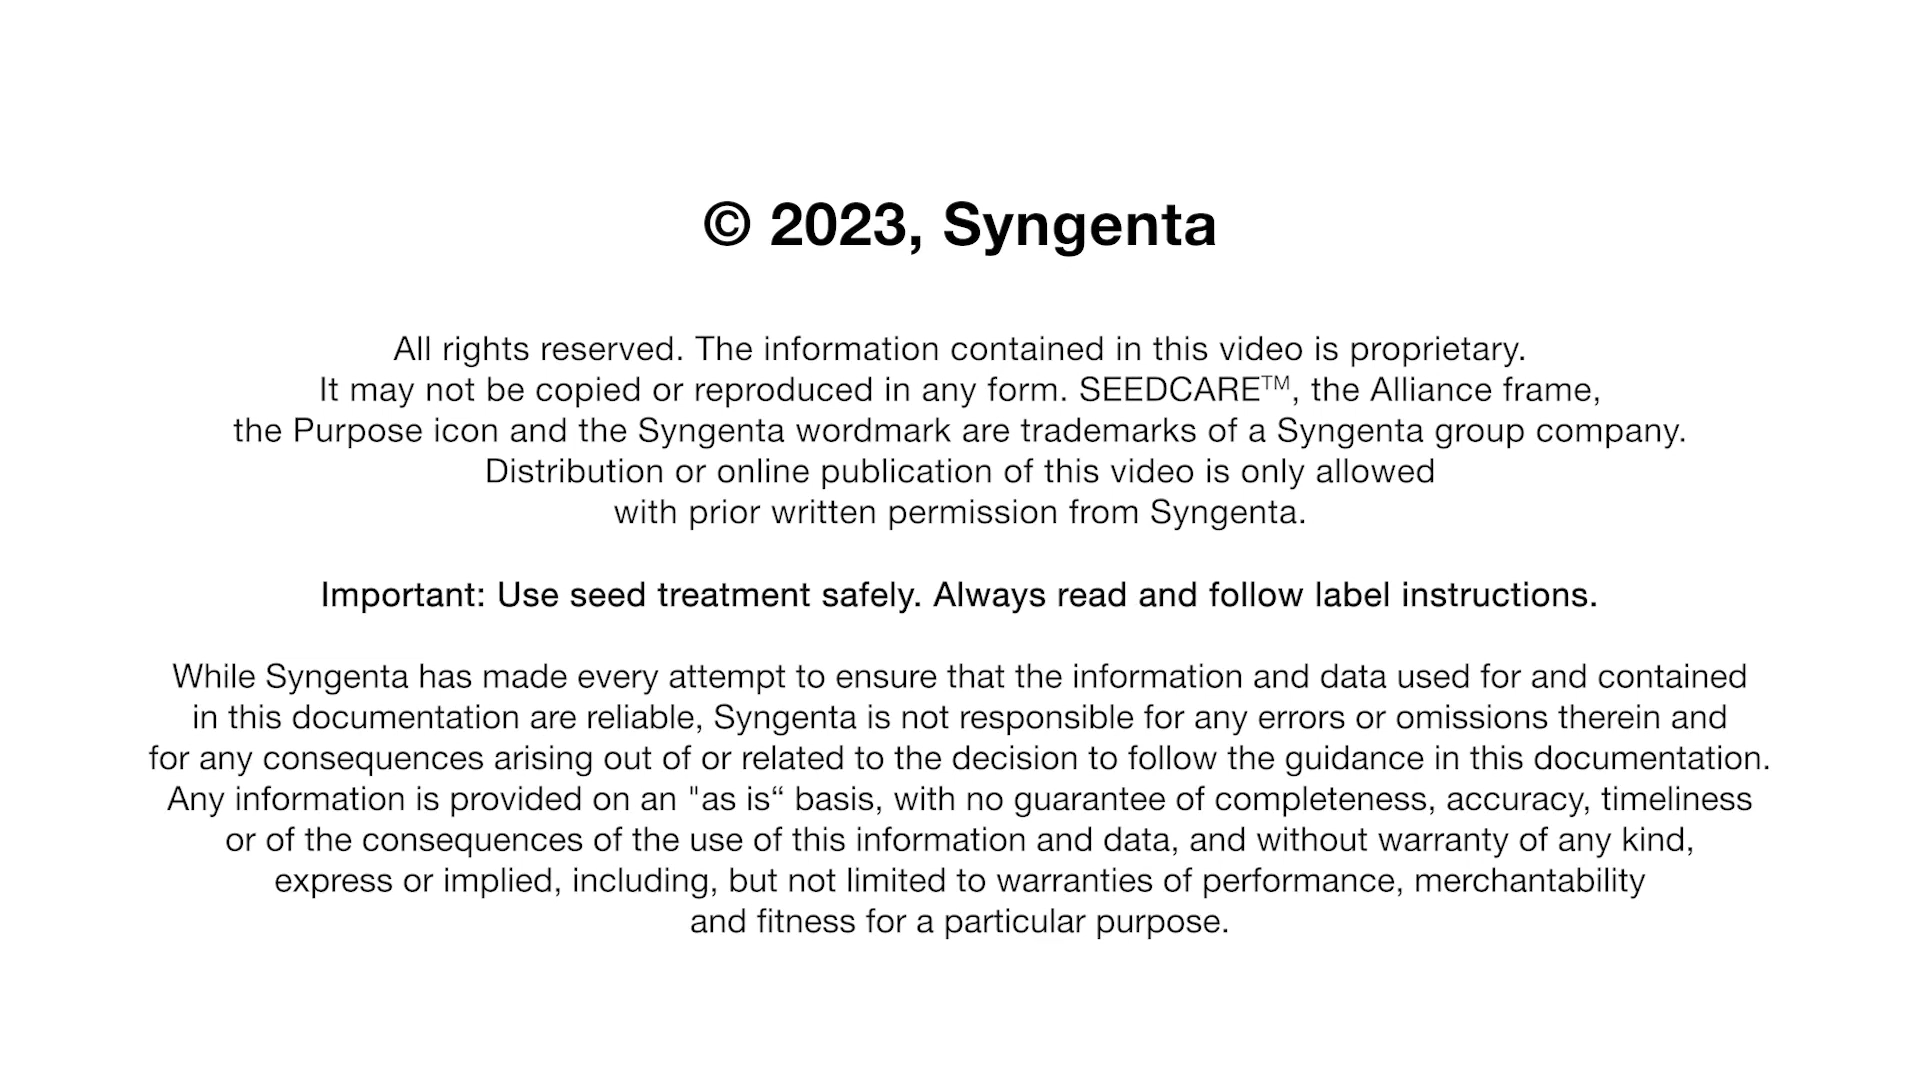 © 2023, Syngenta
All rights reserved. The information contained in this video is proprietary.
It may not be copied or reproduced in any form. SEEDCARE™, the Alliance frame,
the Purpose icon and the Syngenta wordmark are trademarks of a Syngenta group company.
Distribution or online publication of this video is only allowed
with prior written permission from Syngenta.
Important: Use seed treatment safely. Always read and follow label instructions.
While Syngenta has made every attempt to ensure that the information and data used for and contained
in this documentation are reliable, Syngenta is not responsible for any errors or omissions therein and
for any consequences arising out of or related to the decision to follow the guidance in this documentation.
Any information is provided on an "as is“ basis, with no guarantee of completeness, accuracy, timeliness
or of the consequences of the use of this information and data, and without warranty of any kind,
express or implied, including, but not limited to warranties of performance, merchantability
and fitness for a particular purpose.